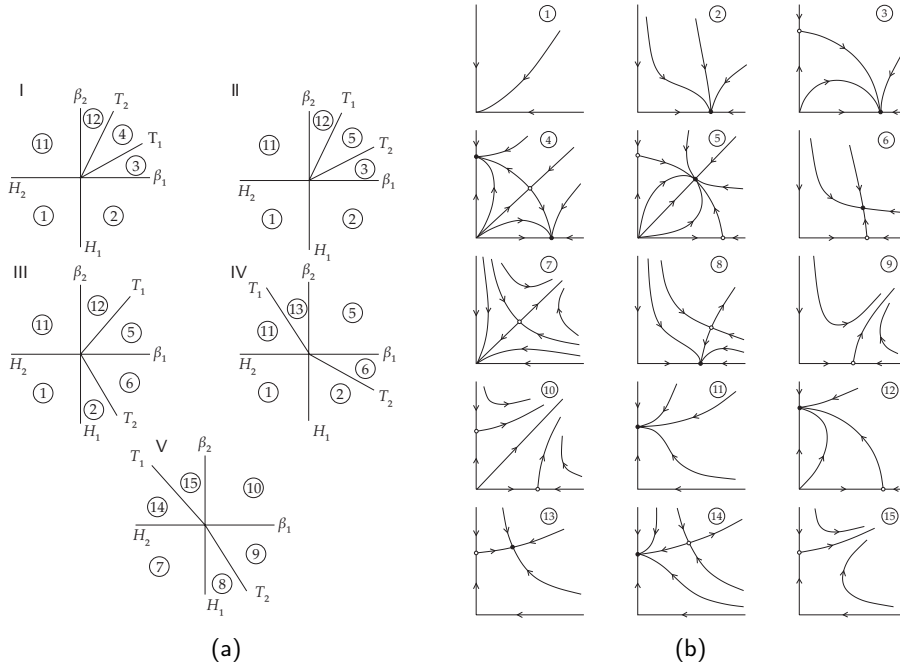 I
β₂
T₂
⑫
④
T₁
⑪
③
β₁
H₂
①
②
H₁
II
β₂
T₁
⑫
⑤
T₂
⑪
③
β₁
H₂
①
②
H₁
III
β₂
T₁
⑫
⑪
⑤
β₁
H₂
①
⑥
②
H₁
T₂
IV
β₂
T₁
⑬
⑤
⑪
β₁
H₂
⑥
①
②
T₂
H₁
V
β₂
T₁
⑮
⑩
⑭
β₁
H₂
⑦
⑨
⑧
H₁
T₂
(a)
① ② ③
④ ⑤ ⑥
⑦ ⑧ ⑨
⑩ ⑪ ⑫
⑬ ⑭ ⑮
(b)